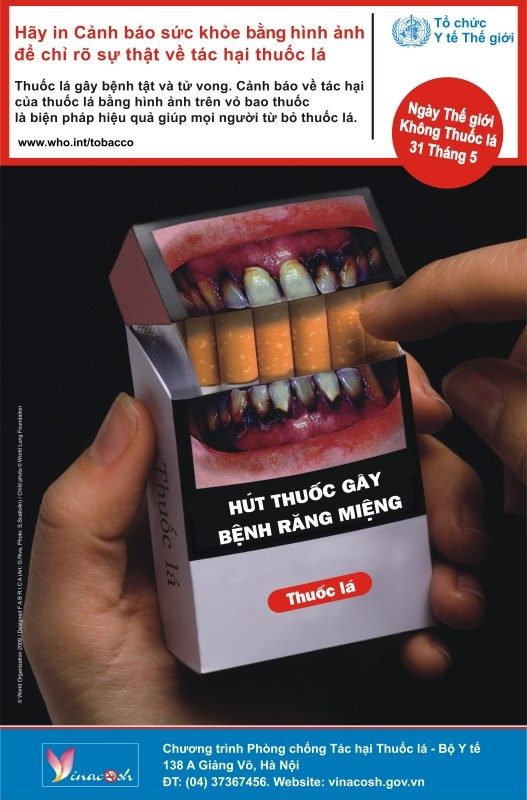 Hãy in Cảnh báo sức khỏe bằng hình ảnh
để chỉ rõ sự thật về tác hại thuốc lá
Thuốc lá gây bệnh tật và tử vong. Cảnh báo về tác hại
của thuốc lá bằng hình ảnh trên vỏ bao thuốc
là biện pháp hiệu quả giúp mọi người từ bỏ thuốc lá.
www.who.int/tobacco
Tổ chức
Y tế Thế giới
Ngày Thế giới
Không Thuốc lá
31 Tháng 5
HÚT THUỐC GÂY
BỆNH RĂNG MIỆNG
Thuốc lá
Thuốc lá
© World Organization 2009 / Designed F A B R I C A (Art: G.Riva, Photo: S.Scattolin) / Child photo © World Lung Foundation
Vinacosh
Chương trình Phòng chống Tác hại Thuốc lá - Bộ Y tế
138 A Giảng Võ, Hà Nội
ĐT: (04) 37367456. Website: vinacosh.gov.vn